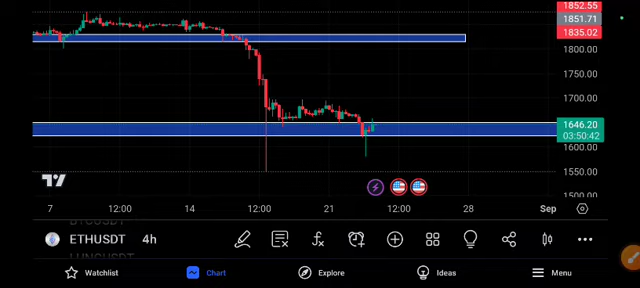 1852.55
1851.71
1835.02
1800.00
1750.00
1700.00
1646.20
03:50:42
1600.00
1550.00
1500.00
7 12:00 14 12:00 21 12:00 28 Sep
BTCUSDT
ETHUSDT 4h
LUNCUSDT
Watchlist Chart Explore Ideas Menu